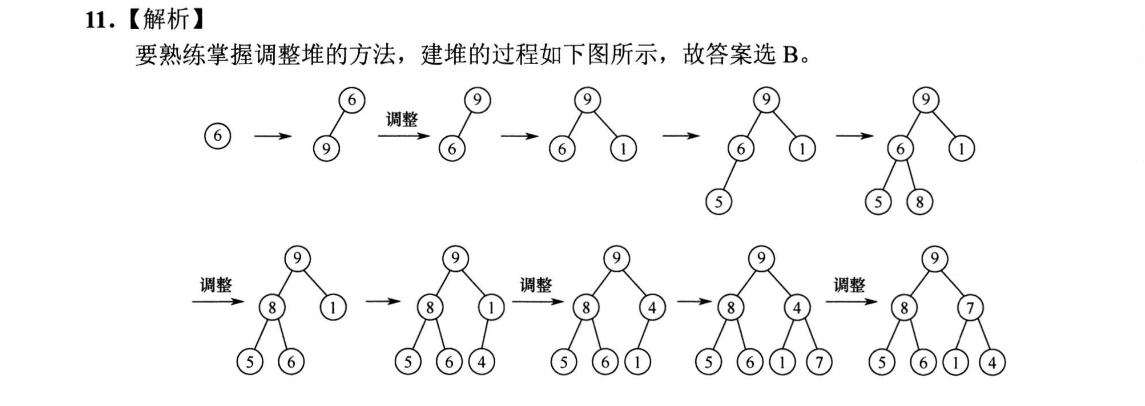 11.【解析】
要熟练掌握调整堆的方法，建堆的过程如下图所示，故答案选 B。
6 6 9 调整 9 6 9 6 1 9 6 1 5 9 6 1 5 8
调整 9 8 1 5 6 9 8 1 5 6 4 调整 9 8 4 5 6 1 9 8 4 5 6 1 7 调整 9 8 7 5 6 1 4